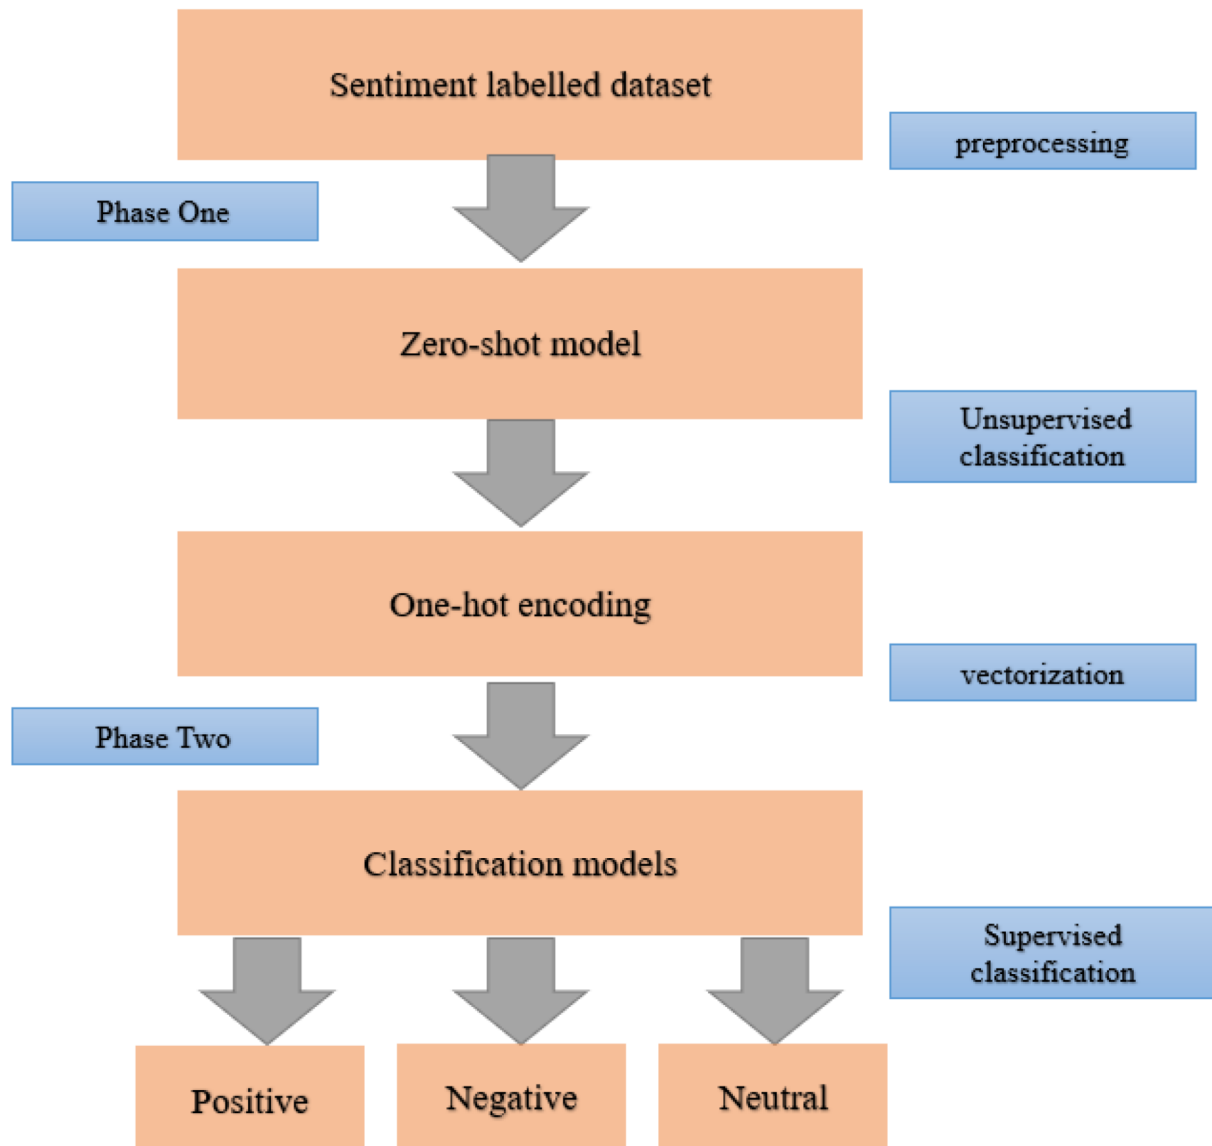 Sentiment labelled dataset
preprocessing
Phase One
Zero-shot model
Unsupervised
classification
One-hot encoding
vectorization
Phase Two
Classification models
Supervised
classification
Positive
Negative
Neutral